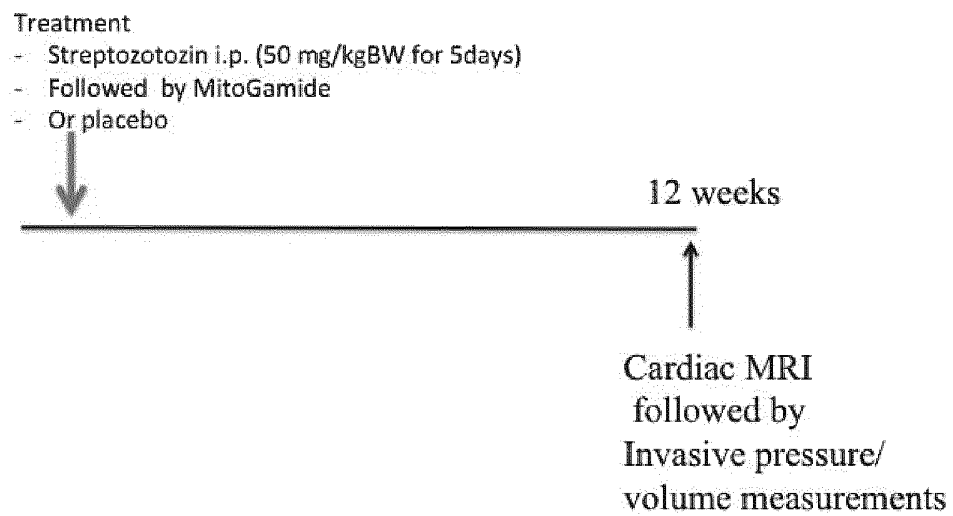 Treatment
- Streptozotozin i.p. (50 mg/kgBW for 5days)
- Followed by MitoGamide
- Or placebo
12 weeks
Cardiac MRI
followed by
Invasive pressure/
volume measurements